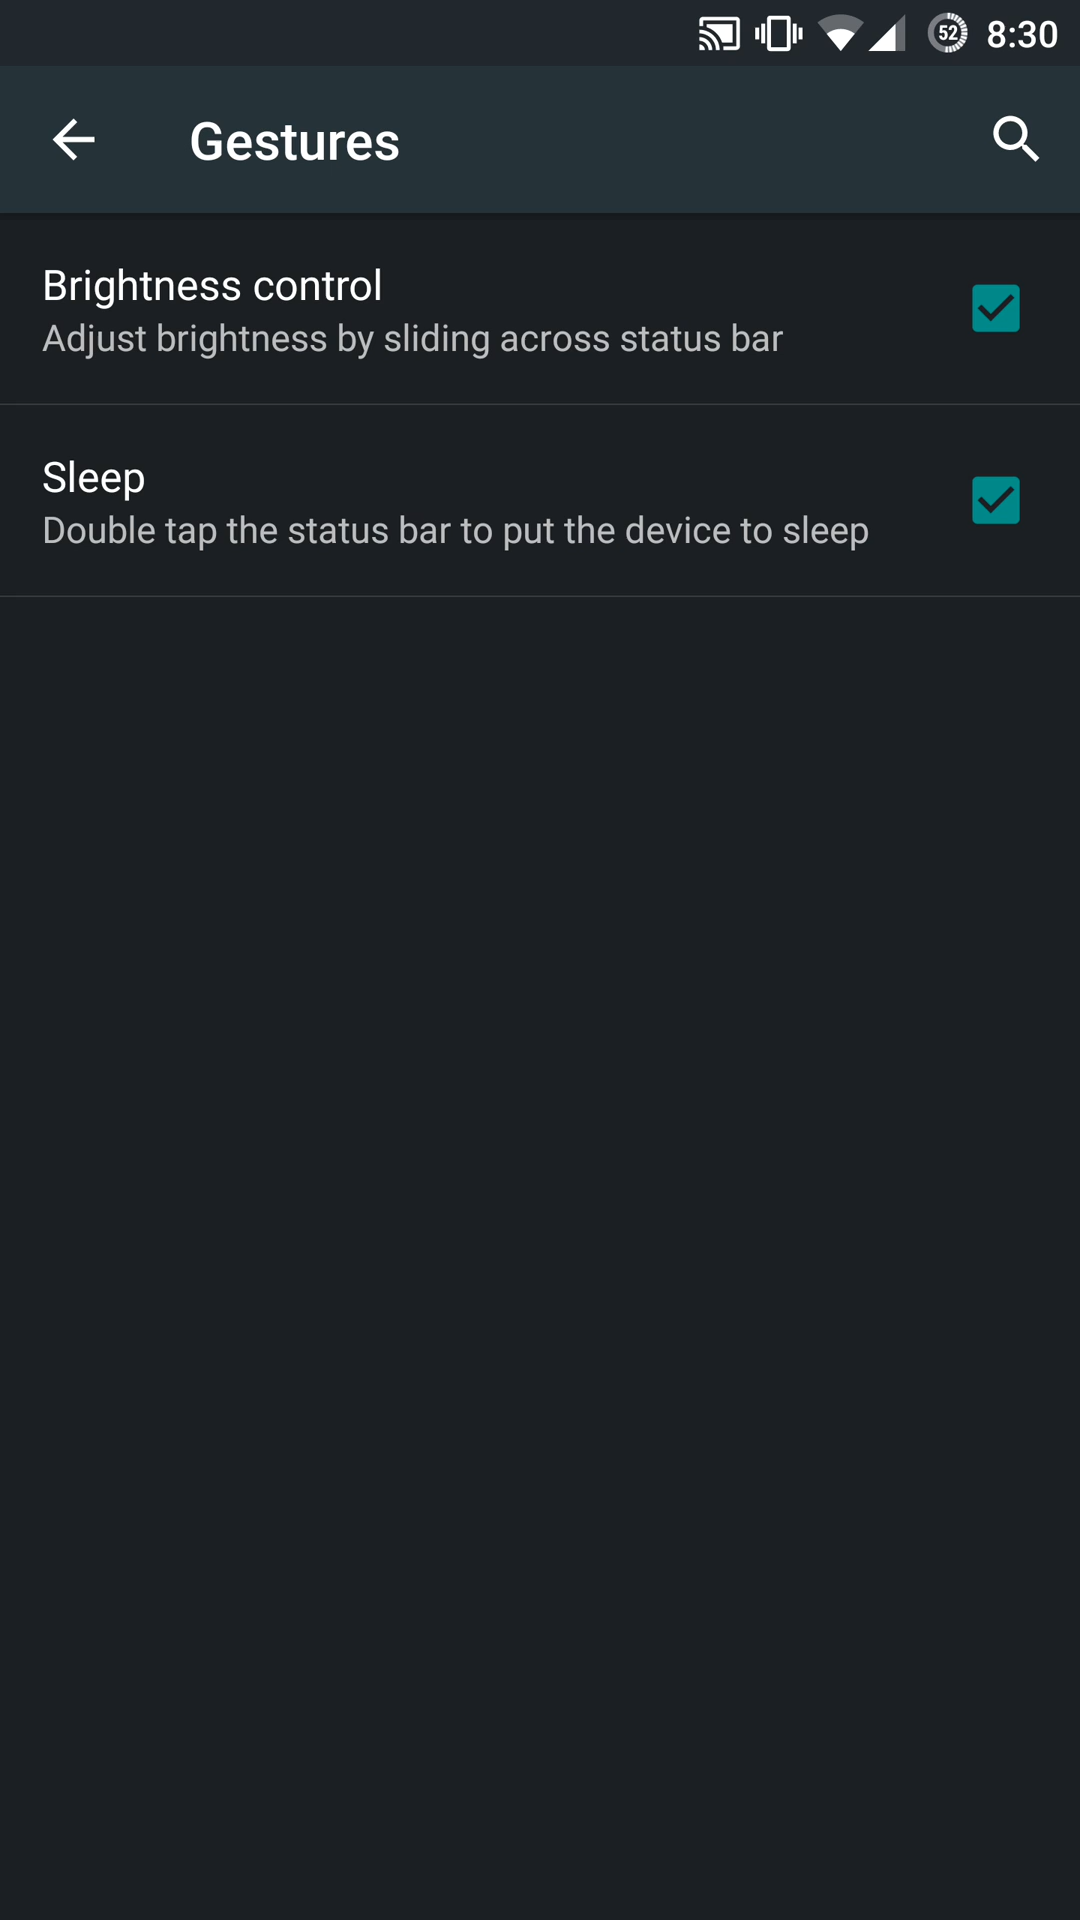 52 8:30
Gestures
Brightness control
Adjust brightness by sliding across status bar
Sleep
Double tap the status bar to put the device to sleep